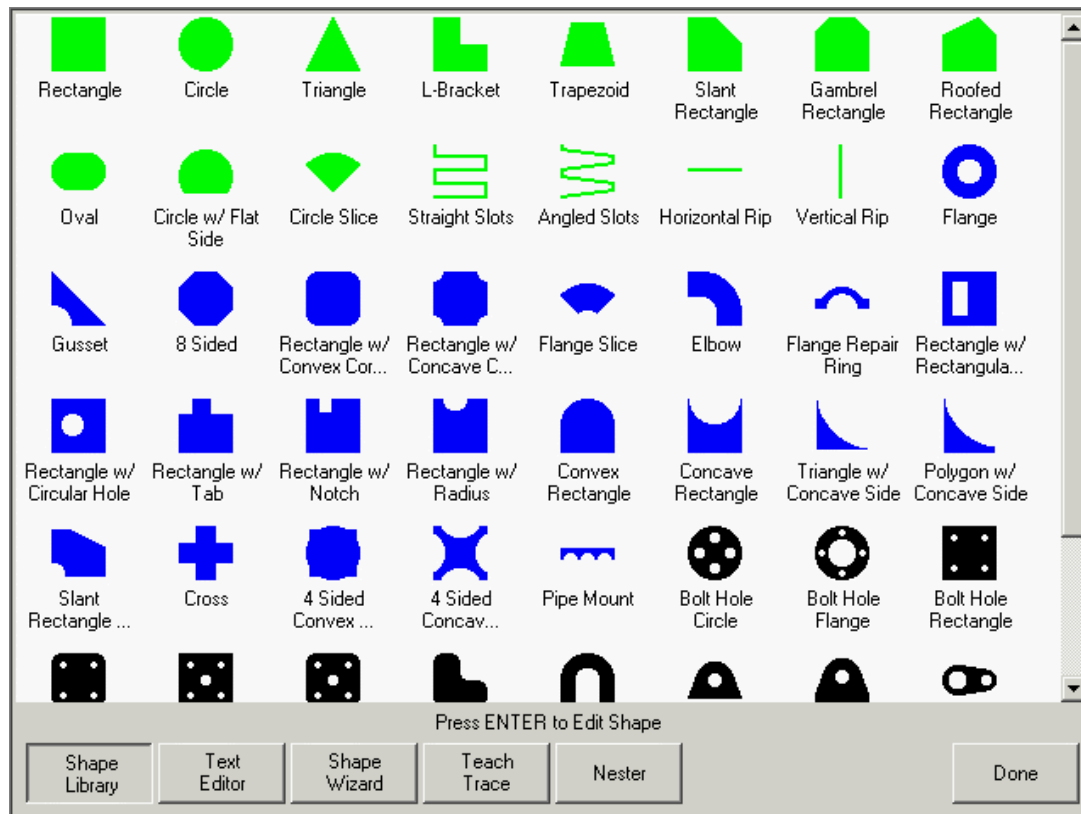 Rectangle Circle Triangle L-Bracket Trapezoid Slant Gambrel Roofed
Rectangle Rectangle Rectangle
Oval Circle w/ Flat Circle Slice Straight Slots Angled Slots Horizontal Rip Vertical Rip Flange
Side
Gusset 8 Sided Rectangle w/ Rectangle w/ Flange Slice Elbow Flange Repair Rectangle w/
Convex Cor... Concave C... Ring Rectangula...
Rectangle w/ Rectangle w/ Rectangle w/ Rectangle w/ Convex Concave Triangle w/ Polygon w/
Circular Hole Tab Notch Radius Rectangle Rectangle Concave Side Concave Side
Slant Cross 4 Sided 4 Sided Pipe Mount Bolt Hole Bolt Hole Bolt Hole
Rectangle ... Convex ... Concav... Circle Flange Rectangle
Press ENTER to Edit Shape
Shape Text Shape Teach Nester Done
Library Editor Wizard Trace